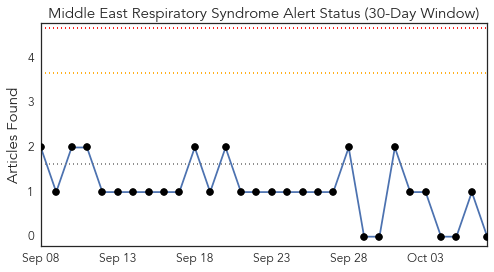 Middle East Respiratory Syndrome Alert Status (30-Day Window)
Articles Found
4
3
2
1
0
Sep 08 Sep 13 Sep 18 Sep 23 Sep 28 Oct 03